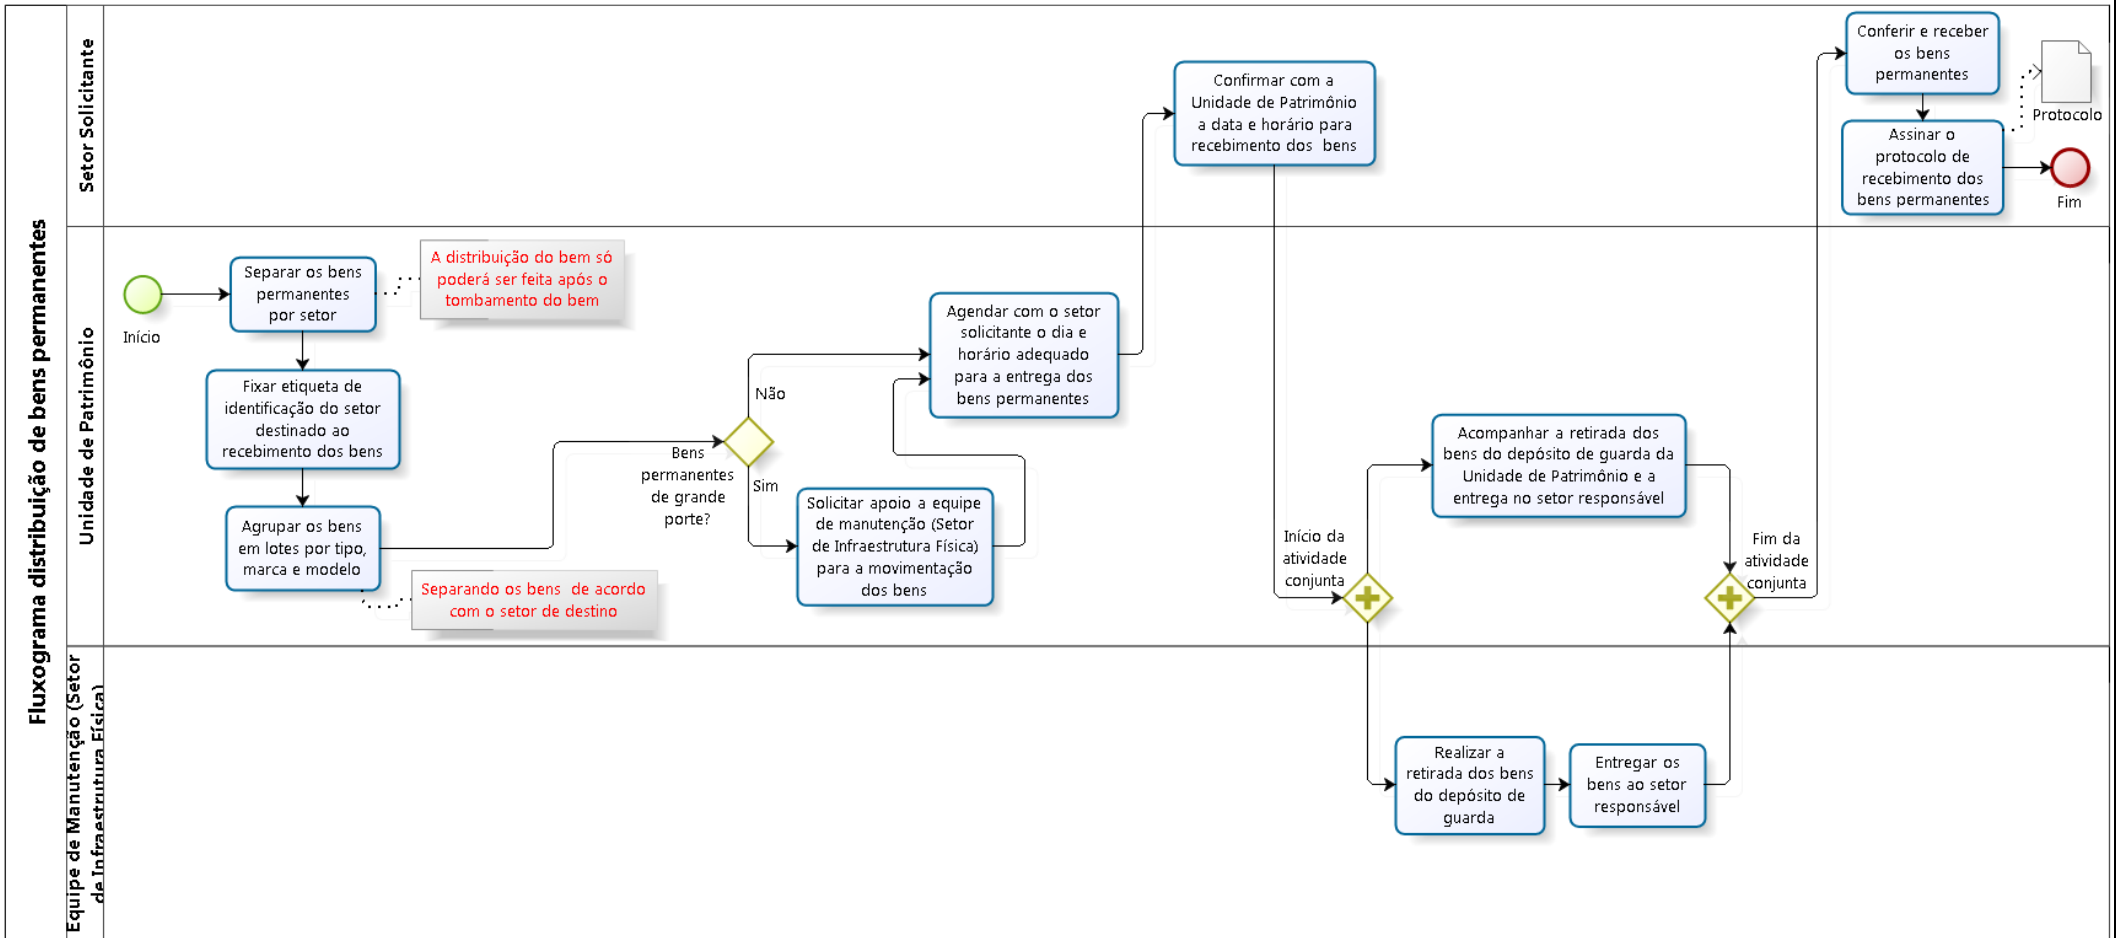 Fluxograma distribuição de bens permanentes
Setor Solicitante
Confirmar com a
Unidade de Patrimônio
a data e horário para
recebimento dos bens
Conferir e receber
os bens
permanentes
Protocolo
Assinar o
protocolo de
recebimento dos
bens permanentes
Fim
Unidade de Patrimônio
Início
Separar os bens
permanentes
por setor
A distribuição do bem só
poderá ser feita após o
tombamento do bem
Fixar etiqueta de
identificação do setor
destinado ao
recebimento dos bens
Agrupar os bens
em lotes por tipo,
marca e modelo
Separando os bens de acordo
com o setor de destino
Bens
permanentes
de grande
porte?
Não
Sim
Solicitar apoio a equipe
de manutenção (Setor
de Infraestrutura Física)
para a movimentação
dos bens
Agendar com o setor
solicitante o dia e
horário adequado
para a entrega dos
bens permanentes
Início da
atividade
conjunta
Acompanhar a retirada dos
bens do depósito de guarda da
Unidade de Patrimônio e a
entrega no setor responsável
Fim da
atividade
conjunta
Equipe de Manutenção (Setor
de Infraestrutura Física)
Realizar a
retirada dos bens
do depósito de
guarda
Entregar os
bens ao setor
responsável